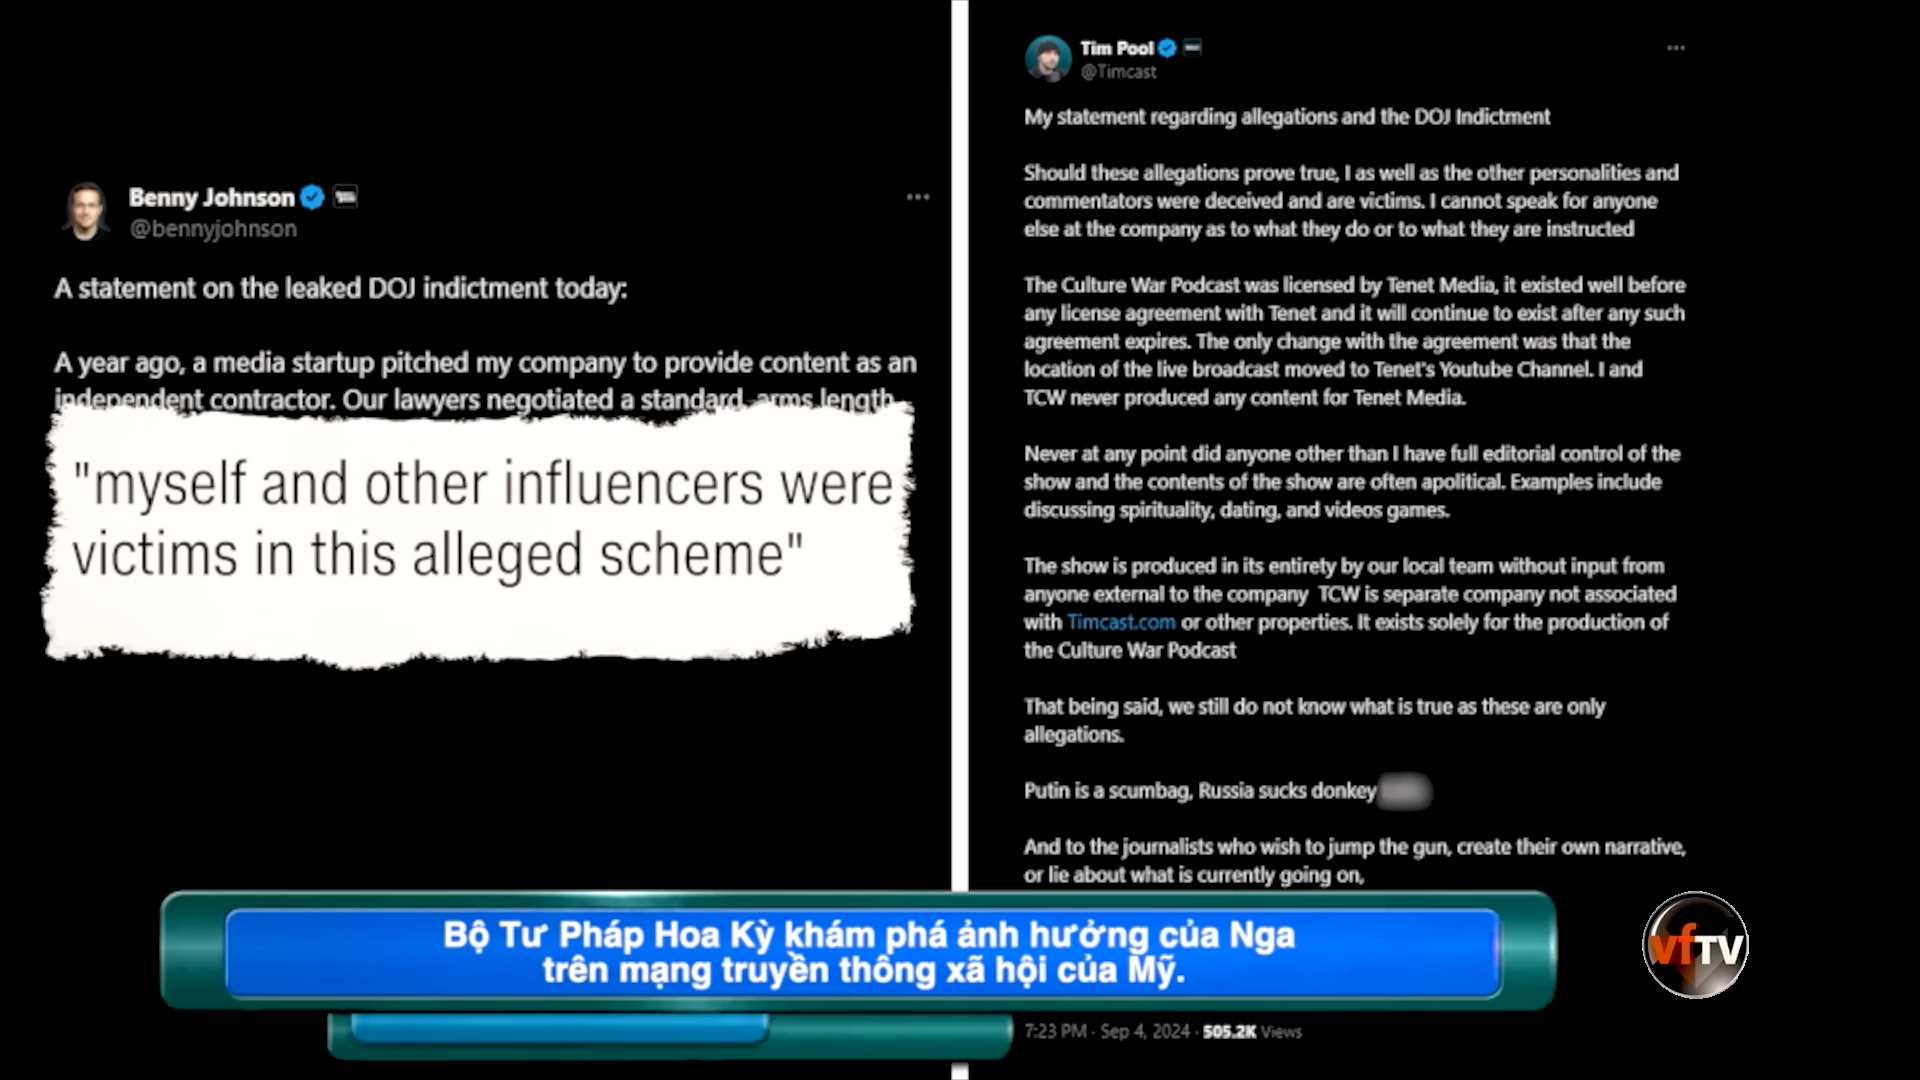 Benny Johnson
@bennyjohnson
A statement on the leaked DOJ indictment today:
A year ago, a media startup pitched my company to provide content as an
independent contractor. Our lawyers negotiated a standard, arms length
"myself and other influencers were
victims in this alleged scheme"
Tim Pool
@Timcast
My statement regarding allegations and the DOJ Indictment
Should these allegations prove true, I as well as the other personalities and
commentators were deceived and are victims. I cannot speak for anyone
else at the company as to what they do or to what they are instructed
The Culture War Podcast was licensed by Tenet Media, it existed well before
any license agreement with Tenet and it will continue to exist after any such
agreement expires. The only change with the agreement was that the
location of the live broadcast moved to Tenet's Youtube Channel. I and
TCW never produced any content for Tenet Media.
Never at any point did anyone other than I have full editorial control of the
show and the contents of the show are often apolitical. Examples include
discussing spirituality, dating, and videos games.
The show is produced in its entirety by our local team without input from
anyone external to the company TCW is separate company not associated
with Timcast.com or other properties. It exists solely for the production of
the Culture War Podcast
That being said, we still do not know what is true as these are only
allegations.
Putin is a scumbag, Russia sucks donkey
And to the journalists who wish to jump the gun, create their own narrative,
or lie about what is currently going on,
7:23 PM · Sep 4, 2024 · 505.2K Views
Bộ Tư Pháp Hoa Kỳ khám phá ảnh hưởng của Nga
trên mạng truyền thông xã hội của Mỹ.
vfTV